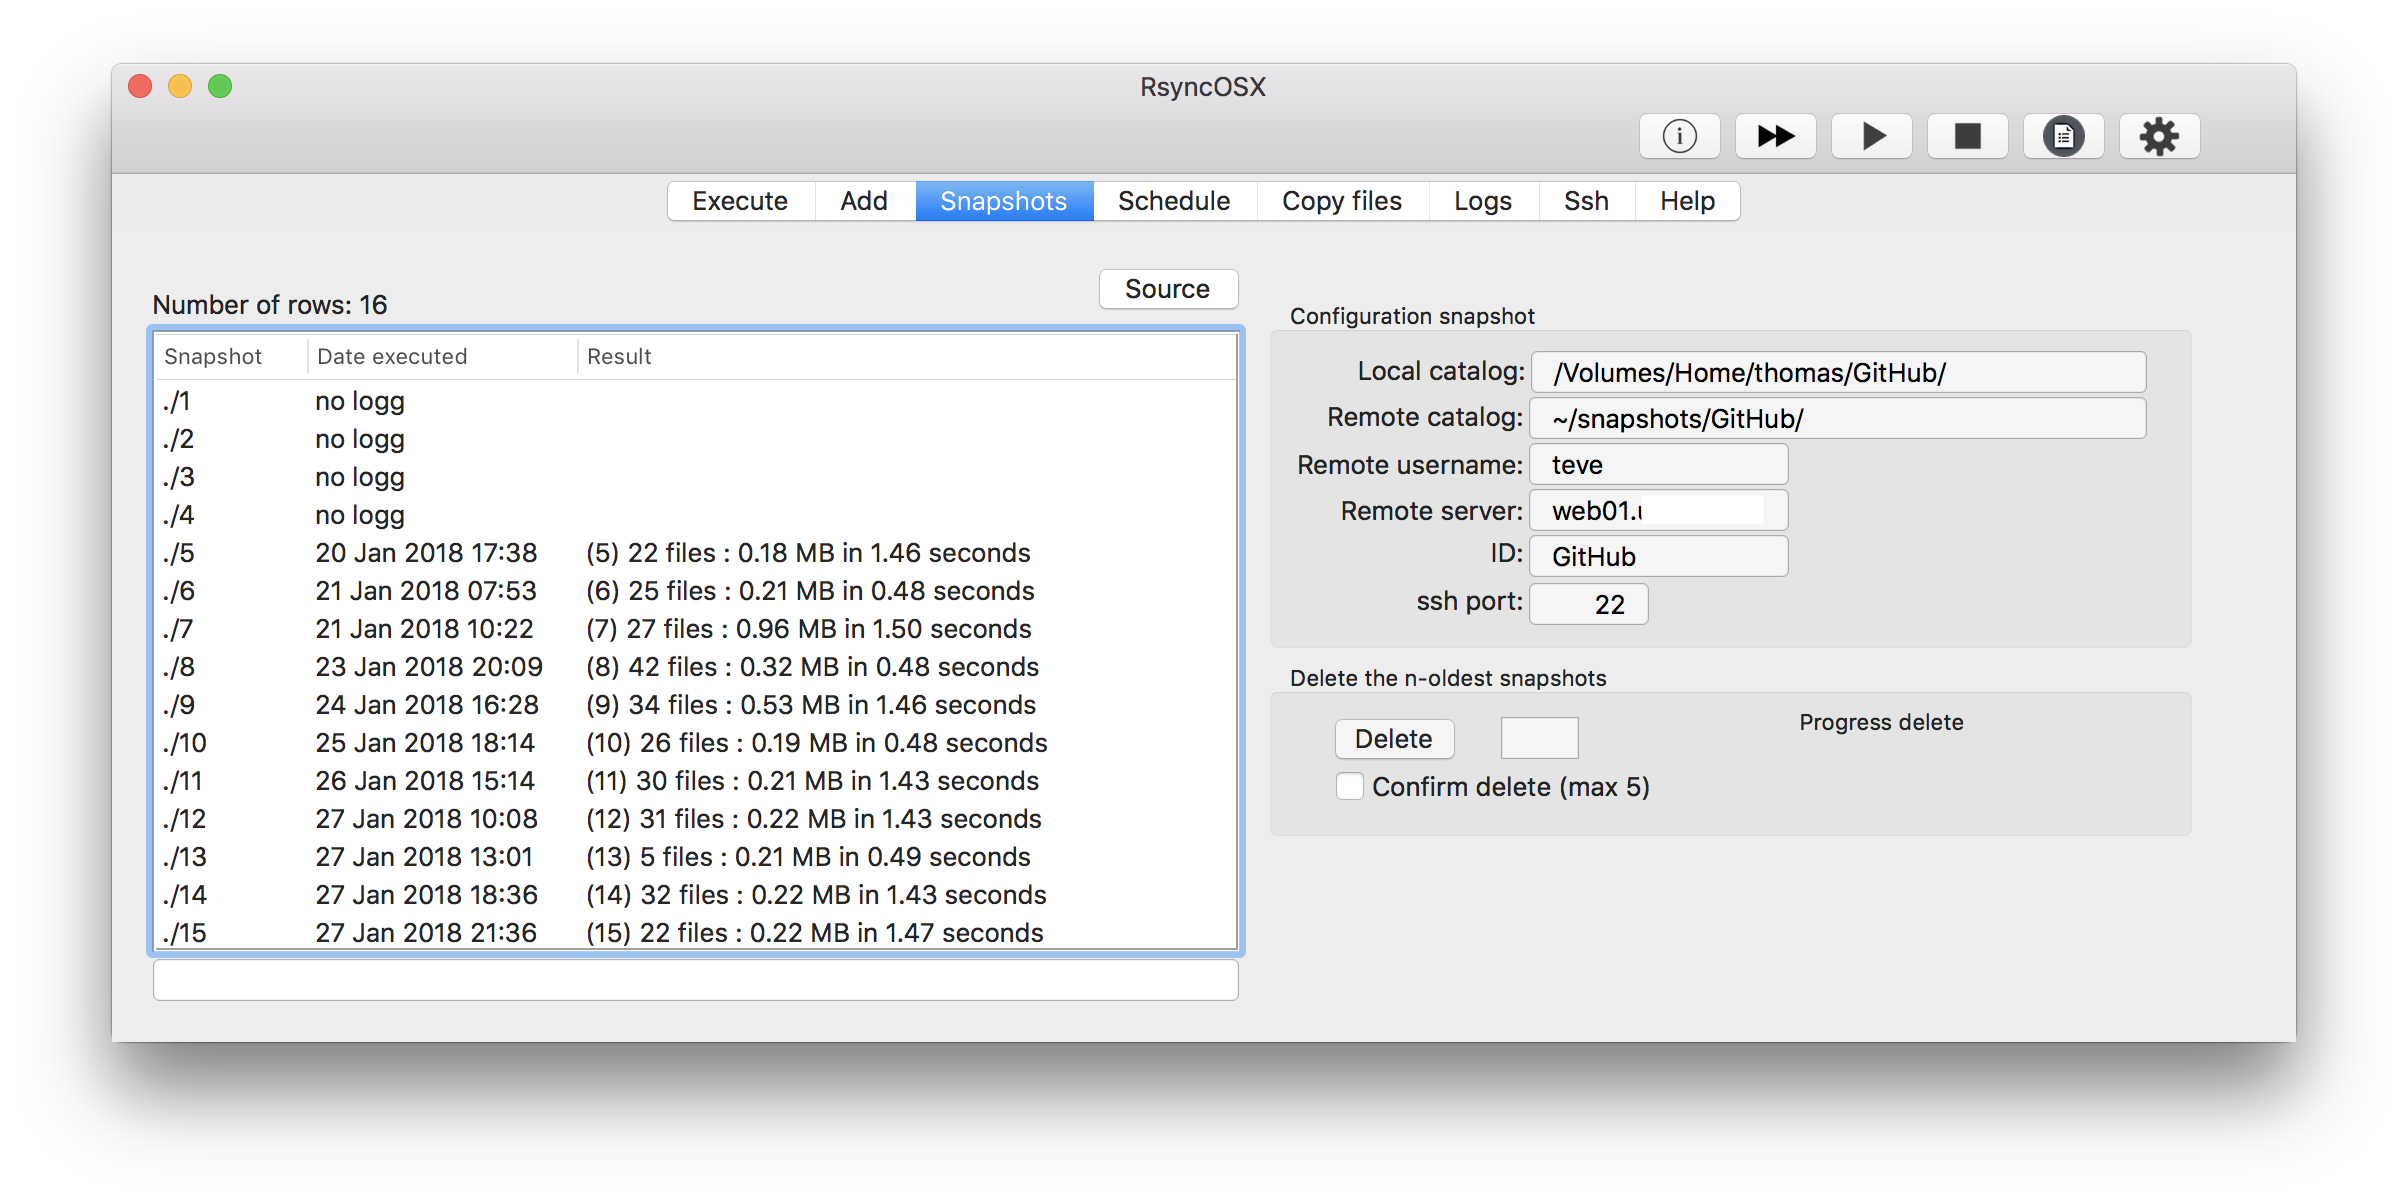 RsyncOSX
Execute Add Snapshots Schedule Copy files Logs Ssh Help
Source
Number of rows: 16
Snapshot Date executed Result
./1 no logg
./2 no logg
./3 no logg
./4 no logg
./5 20 Jan 2018 17:38 (5) 22 files : 0.18 MB in 1.46 seconds
./6 21 Jan 2018 07:53 (6) 25 files : 0.21 MB in 0.48 seconds
./7 21 Jan 2018 10:22 (7) 27 files : 0.96 MB in 1.50 seconds
./8 23 Jan 2018 20:09 (8) 42 files : 0.32 MB in 0.48 seconds
./9 24 Jan 2018 16:28 (9) 34 files : 0.53 MB in 1.46 seconds
./10 25 Jan 2018 18:14 (10) 26 files : 0.19 MB in 0.48 seconds
./11 26 Jan 2018 15:14 (11) 30 files : 0.21 MB in 1.43 seconds
./12 27 Jan 2018 10:08 (12) 31 files : 0.22 MB in 1.43 seconds
./13 27 Jan 2018 13:01 (13) 5 files : 0.21 MB in 0.49 seconds
./14 27 Jan 2018 18:36 (14) 32 files : 0.22 MB in 1.43 seconds
./15 27 Jan 2018 21:36 (15) 22 files : 0.22 MB in 1.47 seconds
Configuration snapshot
Local catalog: /Volumes/Home/thomas/GitHub/
Remote catalog: ~/snapshots/GitHub/
Remote username: teve
Remote server: web01.
ID: GitHub
ssh port: 22
Delete the n-oldest snapshots
Delete
Progress delete
Confirm delete (max 5)